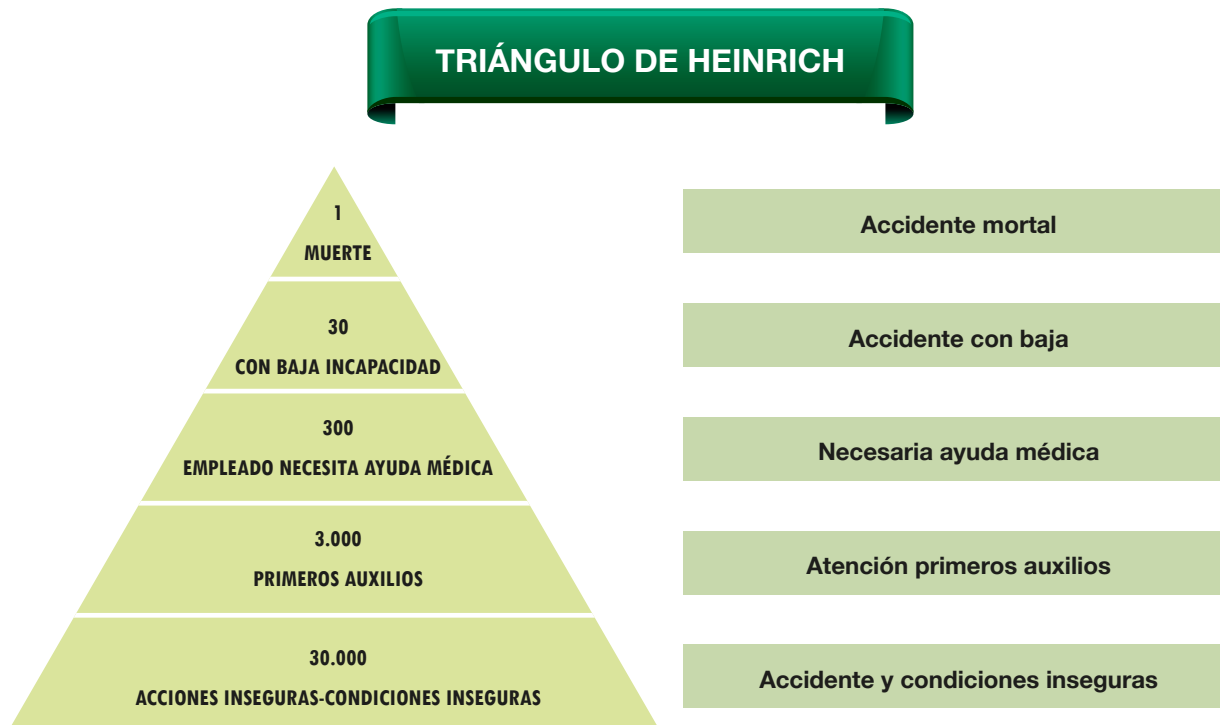 TRIÁNGULO DE HEINRICH
1
MUERTE
Accidente mortal
30
CON BAJA INCAPACIDAD
Accidente con baja
300
EMPLEADO NECESITA AYUDA MÉDICA
Necesaria ayuda médica
3.000
PRIMEROS AUXILIOS
Atención primeros auxilios
30.000
ACCIONES INSEGURAS-CONDICIONES INSEGURAS
Accidente y condiciones inseguras